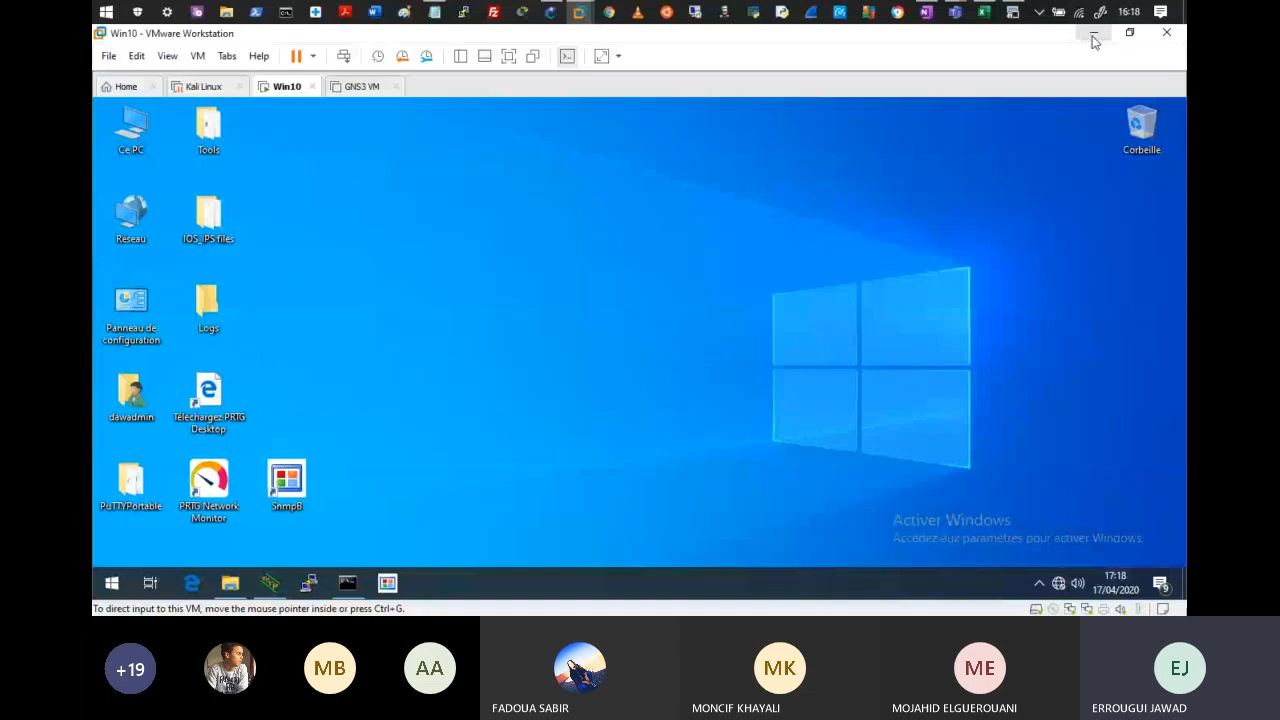 16:18
Win10 - VMware Workstation
File Edit View VM Tabs Help
Home Kali Linux Win10 GNS3 VM
Ce PC
Tools
Corbeille
Réseau
IOS_IPS files
Panneau de configuration
Logs
dawadmin
Téléchargez PRTG Desktop
PuTTYPortable
PRTG Network Monitor
SnmpB
Activer Windows
Accédez aux paramètres pour activer Windows.
17:18
17/04/2020
9
To direct input to this VM, move the mouse pointer inside or press Ctrl+G.
+19
MB
AA
MK
ME
EJ
FADOUA SABIR
MONCIF KHAYALI
MOJAHID ELGUEROUANI
ERROUGUI JAWAD